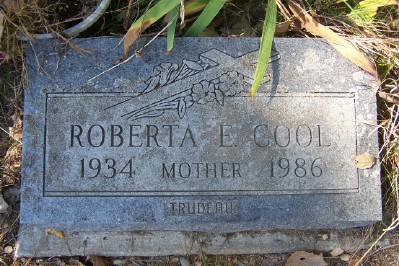 ROBERTA E COOL
1934 MOTHER 1986
TRUDEAU